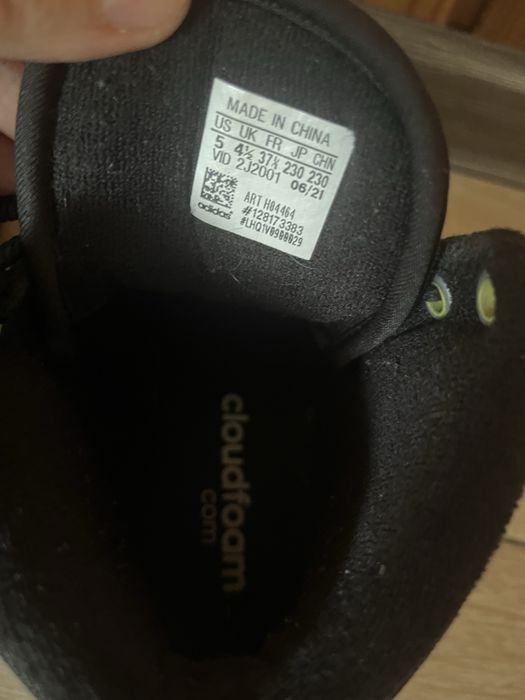 MADE IN CHINA
US UK FR JP CHN
5 4½ 37⅓ 230 230
VID 2J2001 06/21
ART H04464
#128173383
#LHQ1V0900029
adidas
cloudfoam
com